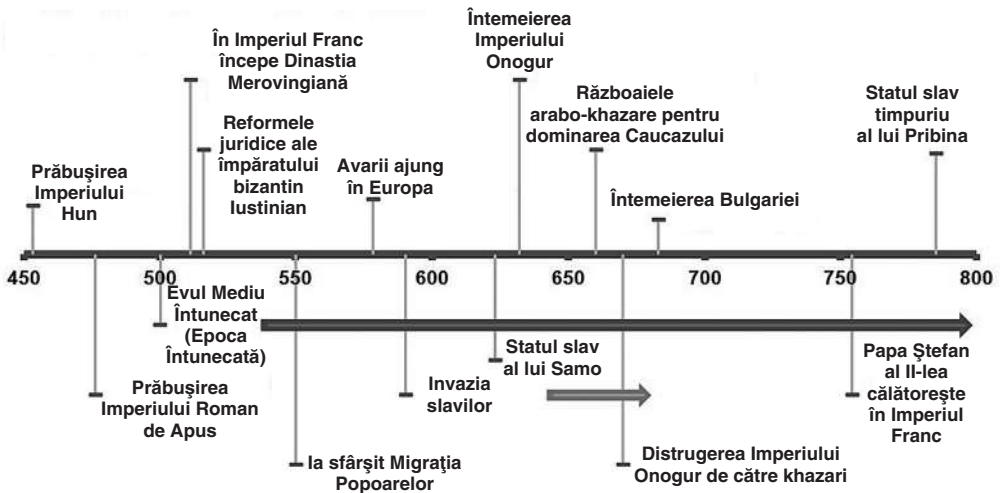 În Imperiul Franc
începe Dinastia
Merovingiană
Întemeierea
Imperiului
Onogur
Reformele
juridice ale
împăratului
bizantin
Iustinian
Războaiele
arabo-khazare pentru
dominarea Caucazului
Statul slav
timpuriu
al lui Pribina
Prăbuşirea
Imperiului
Hun
Avarii ajung
în Europa
Întemeierea Bulgariei
450
500
550
600
650
700
750
800
Evul Mediu
Întunecat
(Epoca
Întunecată)
Prăbuşirea
Imperiului Roman
de Apus
Ia sfârşit Migraţia
Popoarelor
Invazia
slavilor
Statul slav
al lui Samo
Distrugerea Imperiului
Onogur de către khazari
Papa Ştefan
al II-lea
călătoreşte
în Imperiul
Franc